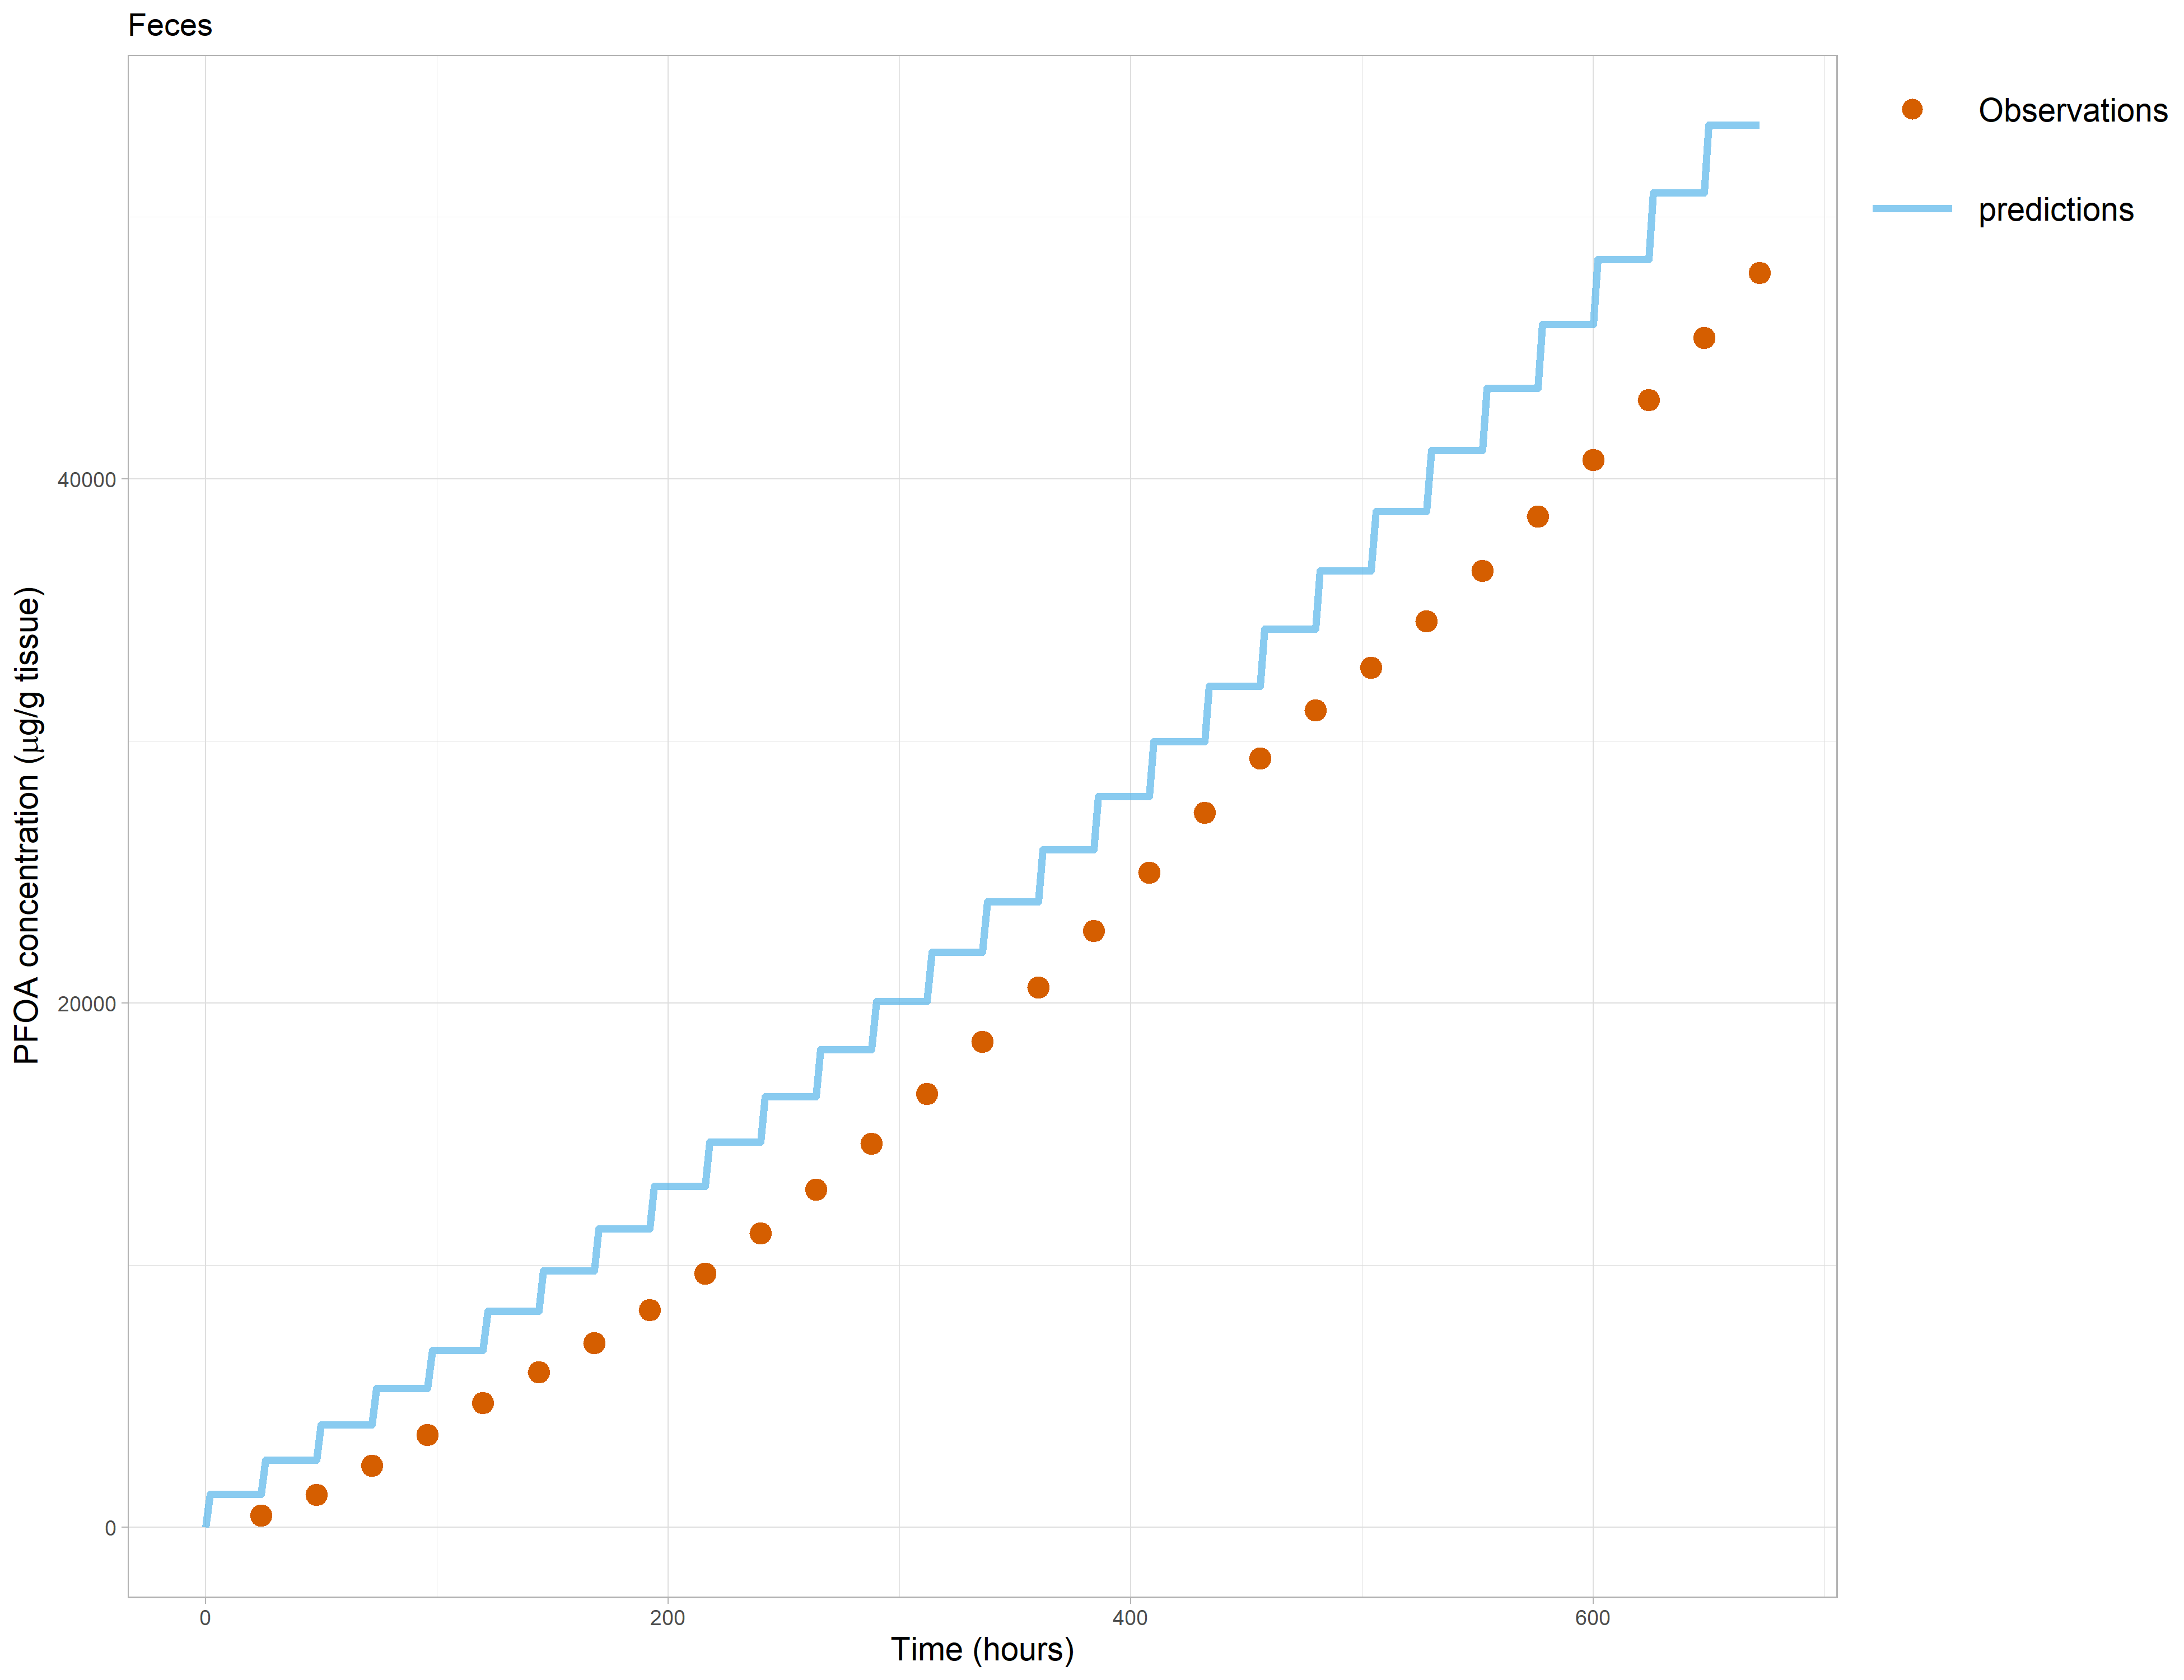 Feces
Observations
predictions
PFOA concentration (μg/g tissue)
40000
20000
0
0
200
400
600
Time (hours)